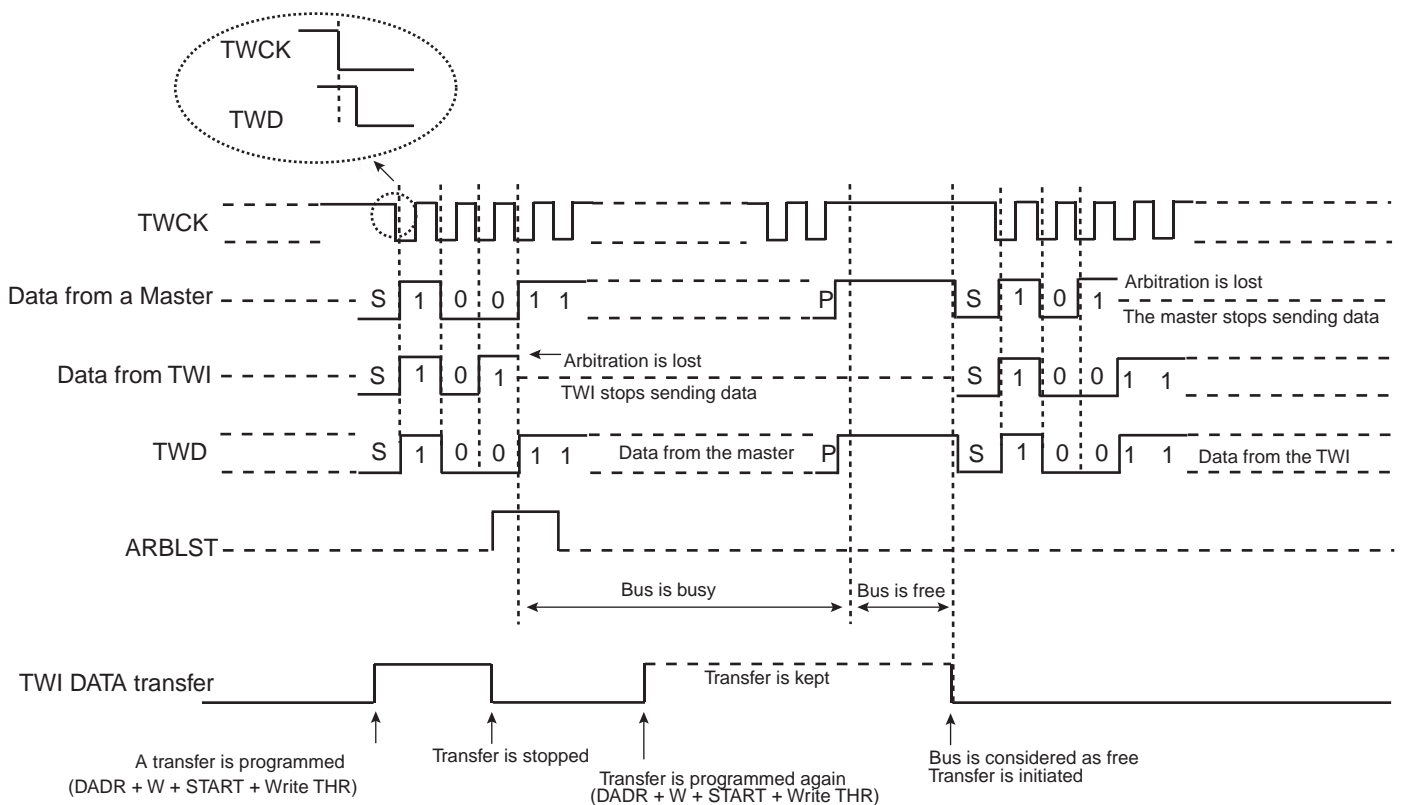 TWCK
TWD
TWCK
Data from a Master S 1 0 0 1 1 P S 1 0 1 Arbitration is lost
The master stops sending data
Data from TWI S 1 0 1 Arbitration is lost S 1 0 0 1 1
TWI stops sending data
TWD S 1 0 0 1 1 Data from the master P S 1 0 0 1 1 Data from the TWI
ARBLST
Bus is busy Bus is free
TWI DATA transfer Transfer is kept
A transfer is programmed
(DADR + W + START + Write THR)
Transfer is stopped
Transfer is programmed again
(DADR + W + START + Write THR)
Bus is considered as free
Transfer is initiated